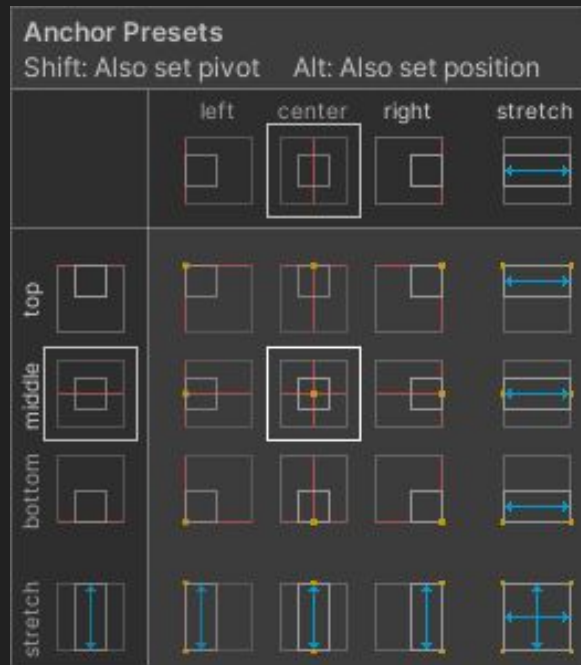 Anchor Presets
Shift: Also set pivot Alt: Also set position
left center right stretch
top
middle
bottom
stretch